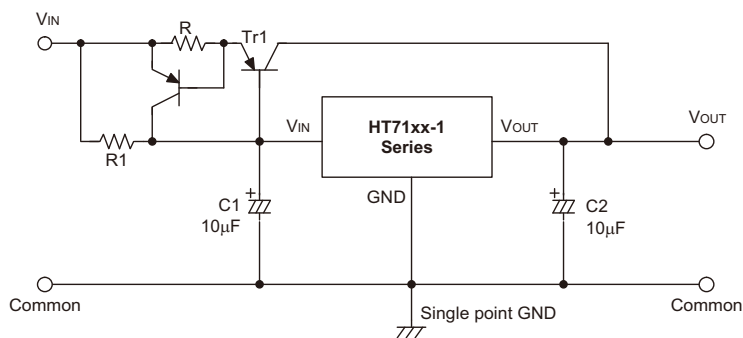 VIN
R
Tr1
R1
VIN
HT71xx-1
Series
VOUT
VOUT
GND
C1
10μF
C2
10μF
Common
Single point GND
Common